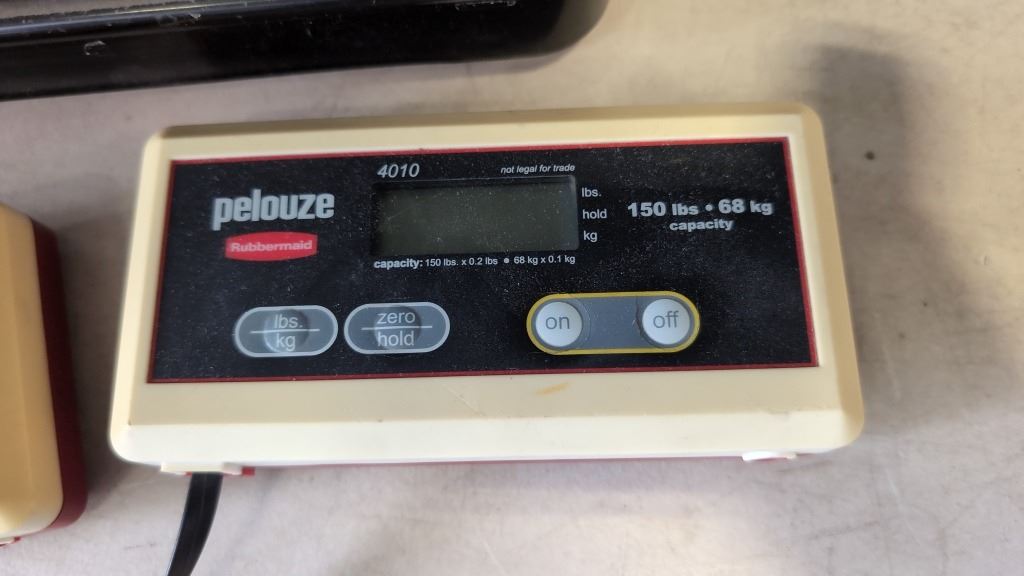 4010
not legal for trade
pelouze
Rubbermaid
lbs.
hold
kg
150 lbs • 68 kg
capacity
capacity: 150 lbs. x 0.2 lbs • 68 kg x 0.1 kg
lbs.
kg
zero
hold
on
off